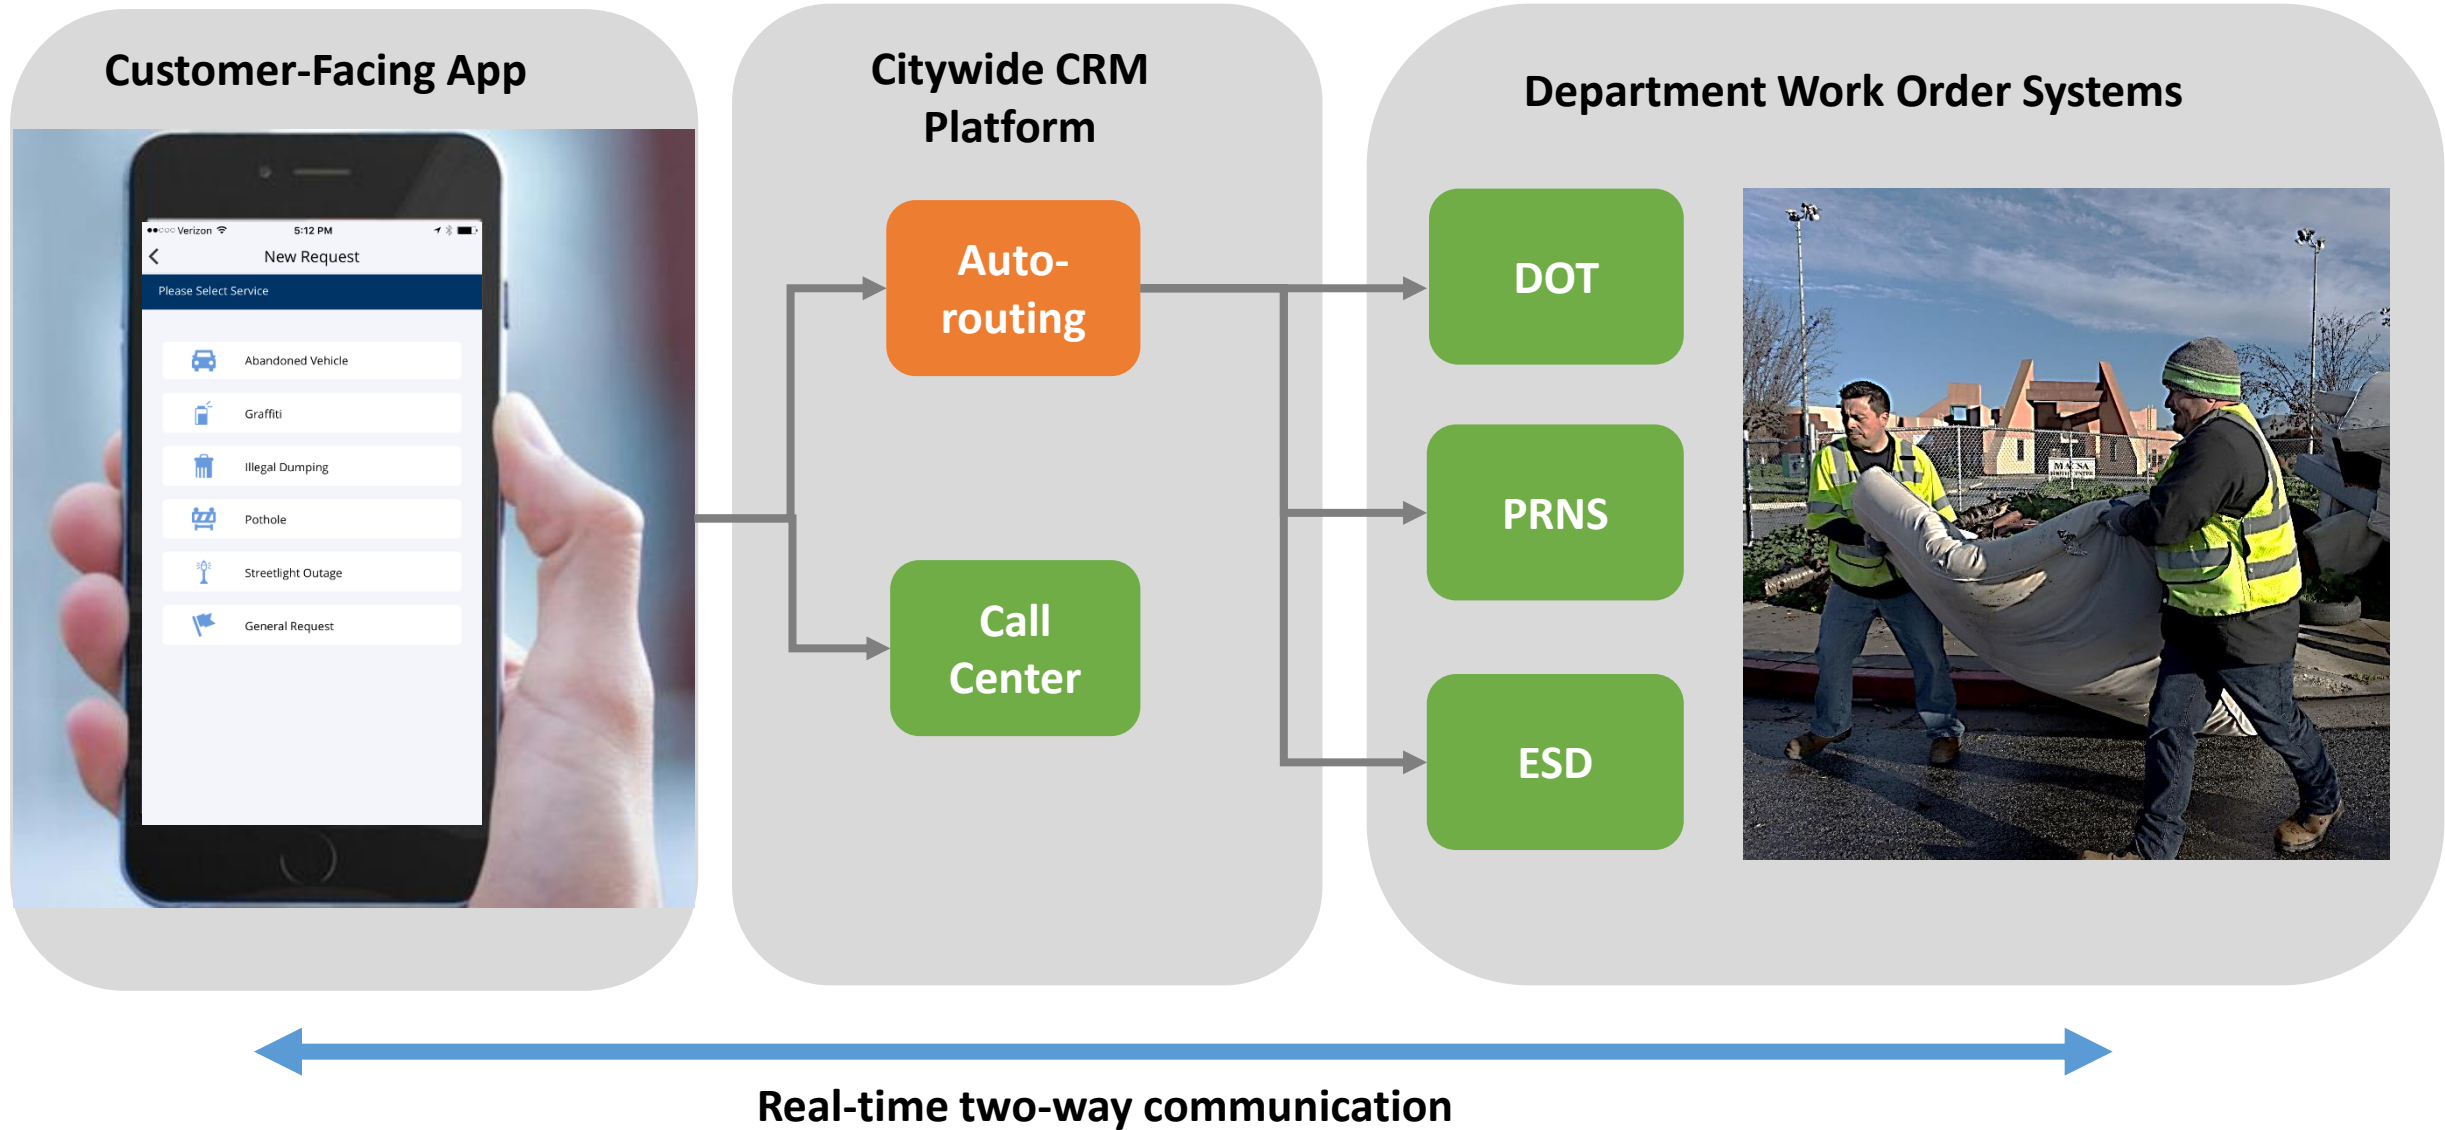 Customer-Facing App
Verizon
5:12 PM
New Request
Please Select Service
Abandoned Vehicle
Graffiti
Illegal Dumping
Pothole
Streetlight Outage
General Request
Citywide CRM
Platform
Auto-
routing
Call
Center
Department Work Order Systems
DOT
PRNS
ESD
MACSA
Real-time two-way communication